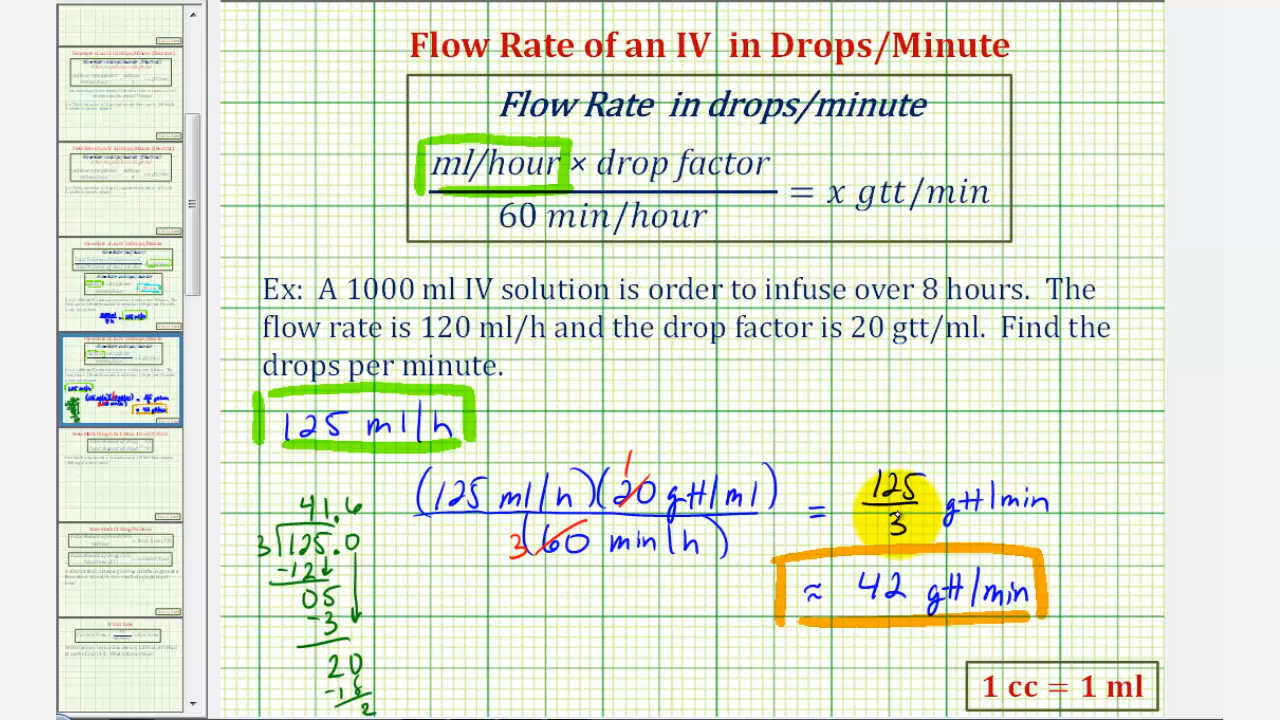 Flow Rate of an IV in Drops/Minute
Flow Rate in drops/minute
ml/hour × drop factor
60 min/hour
= x gtt/min
Ex: A 1000 ml IV solution is order to infuse over 8 hours. The
flow rate is 120 ml/h and the drop factor is 20 gtt/ml. Find the
drops per minute.
125 ml/h
1
(125 ml/h)(20 gtt/ml)
3(60 min/h)
= 125/3 gtt/min
≈ 42 gtt/min
41.6
3)125.0
-12
05
-3
20
-18
2
1 cc = 1 ml